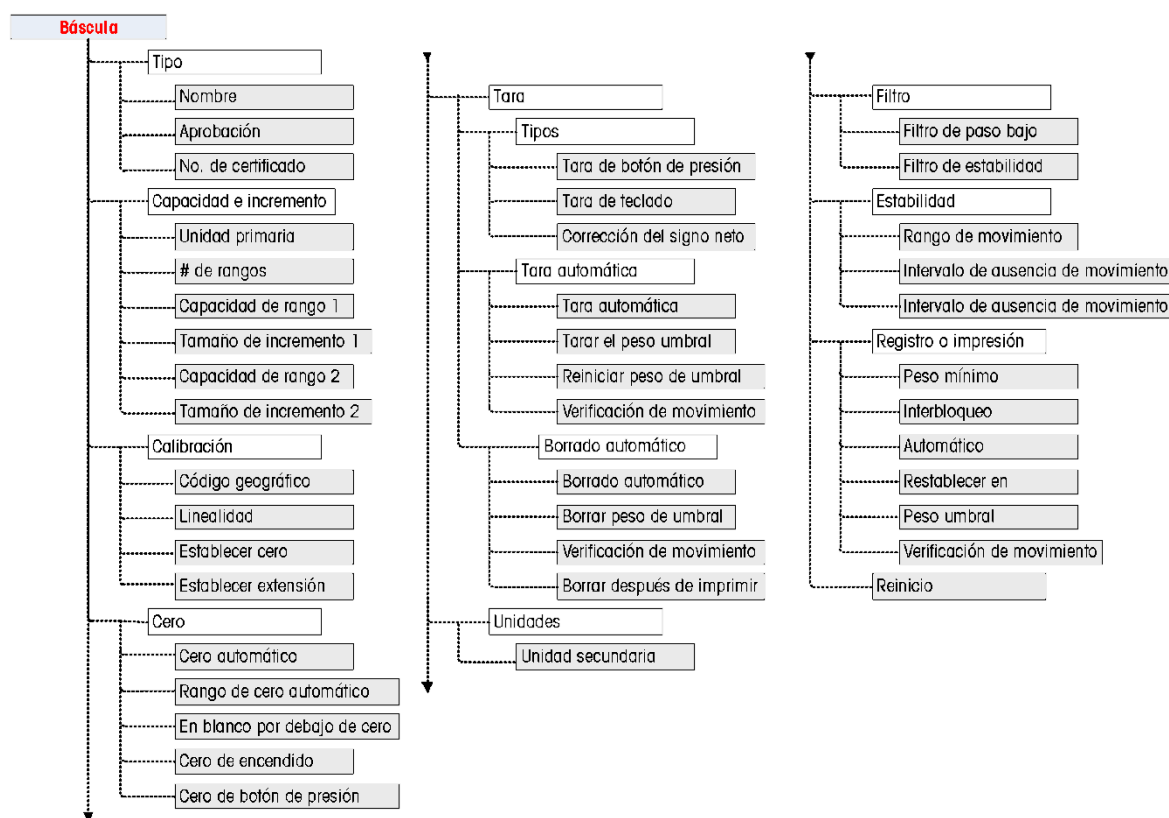 Báscula
Tipo
Nombre
Aprobación
No. de certificado
Capacidad e incremento
Unidad primaria
# de rangos
Capacidad de rango 1
Tamaño de incremento 1
Capacidad de rango 2
Tamaño de incremento 2
Calibración
Código geográfico
Linealidad
Establecer cero
Establecer extensión
Cero
Cero automático
Rango de cero automático
En blanco por debajo de cero
Cero de encendido
Cero de botón de presión
Tara
Tipos
Tara de botón de presión
Tara de teclado
Corrección del signo neto
Tara automática
Tara automática
Tarar el peso umbral
Reiniciar peso de umbral
Verificación de movimiento
Borrado automático
Borrado automático
Borrar peso de umbral
Verificación de movimiento
Borrar después de imprimir
Unidades
Unidad secundaria
Filtro
Filtro de paso bajo
Filtro de estabilidad
Estabilidad
Rango de movimiento
Intervalo de ausencia de movimiento
Intervalo de ausencia de movimiento
Registro o impresión
Peso mínimo
Interbloqueo
Automático
Restablecer en
Peso umbral
Verificación de movimiento
Reinicio